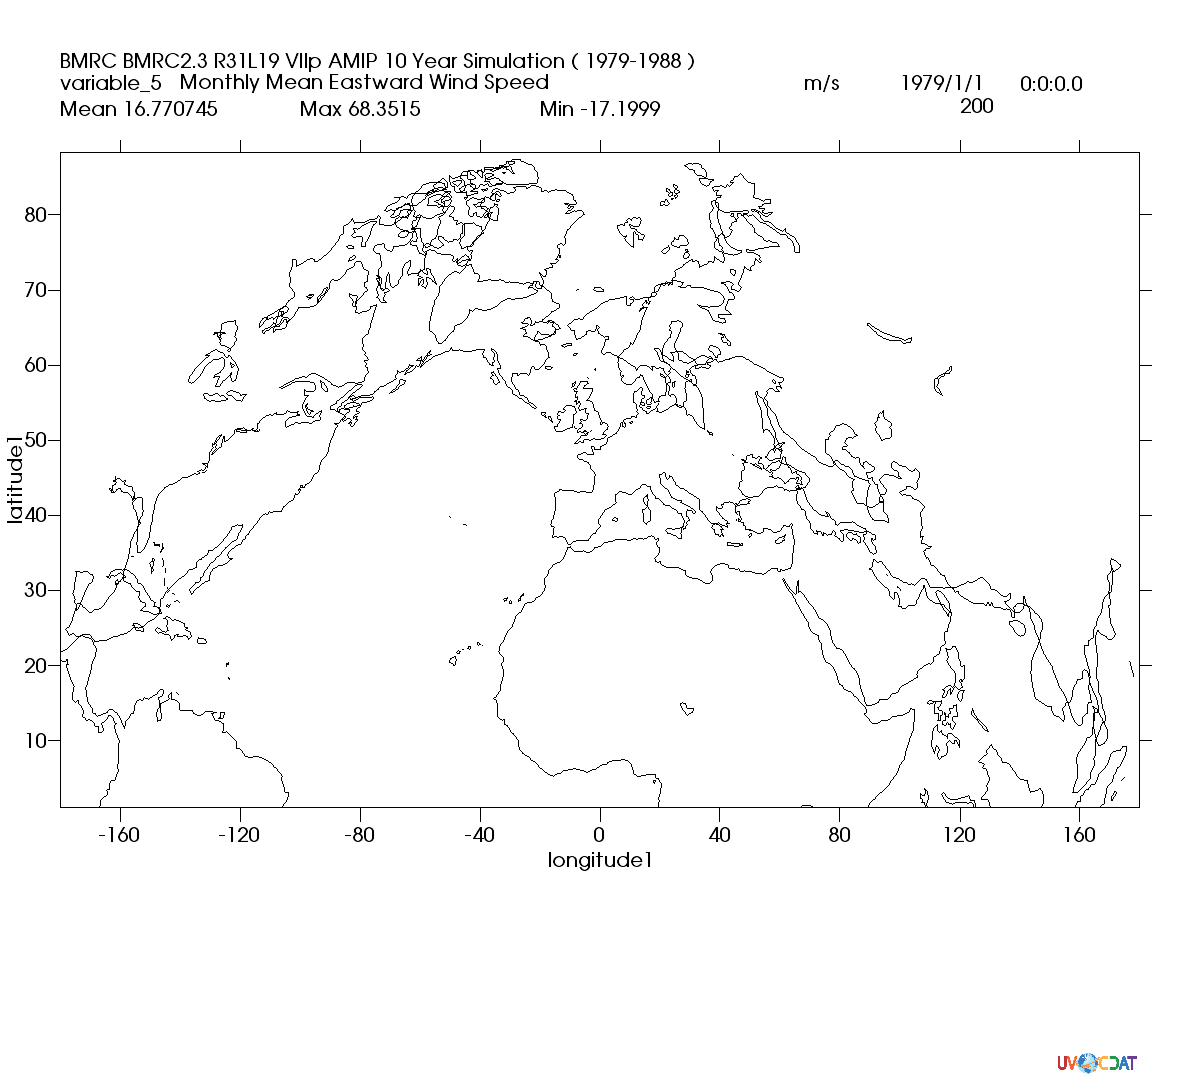 BMRC BMRC2.3 R31L19 VIIp AMIP 10 Year Simulation ( 1979-1988 )
variable_5 Monthly Mean Eastward Wind Speed m/s 1979/1/1 0:0:0.0
Mean 16.770745 Max 68.3515 Min -17.1999 200
80
70
60
50
40
30
20
10
latitude1
-160 -120 -80 -40 0 40 80 120 160
longitude1
UV CDAT